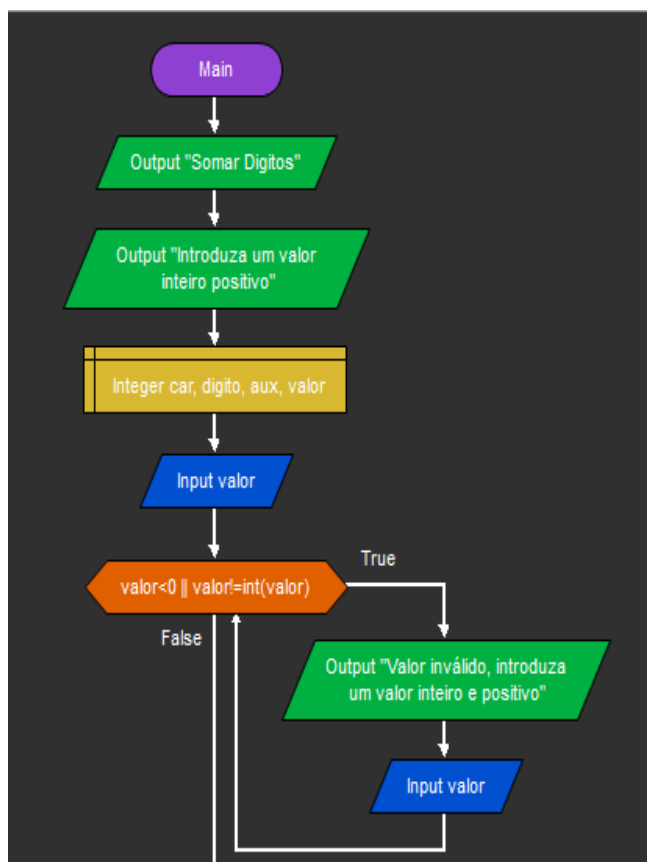 Main
Output "Somar Digitos"
Output "Introduza um valor
inteiro positivo"
Integer car, digito, aux, valor
Input valor
valor<0 || valor!=int(valor)
True
False
Output "Valor inválido, introduza
um valor inteiro e positivo"
Input valor